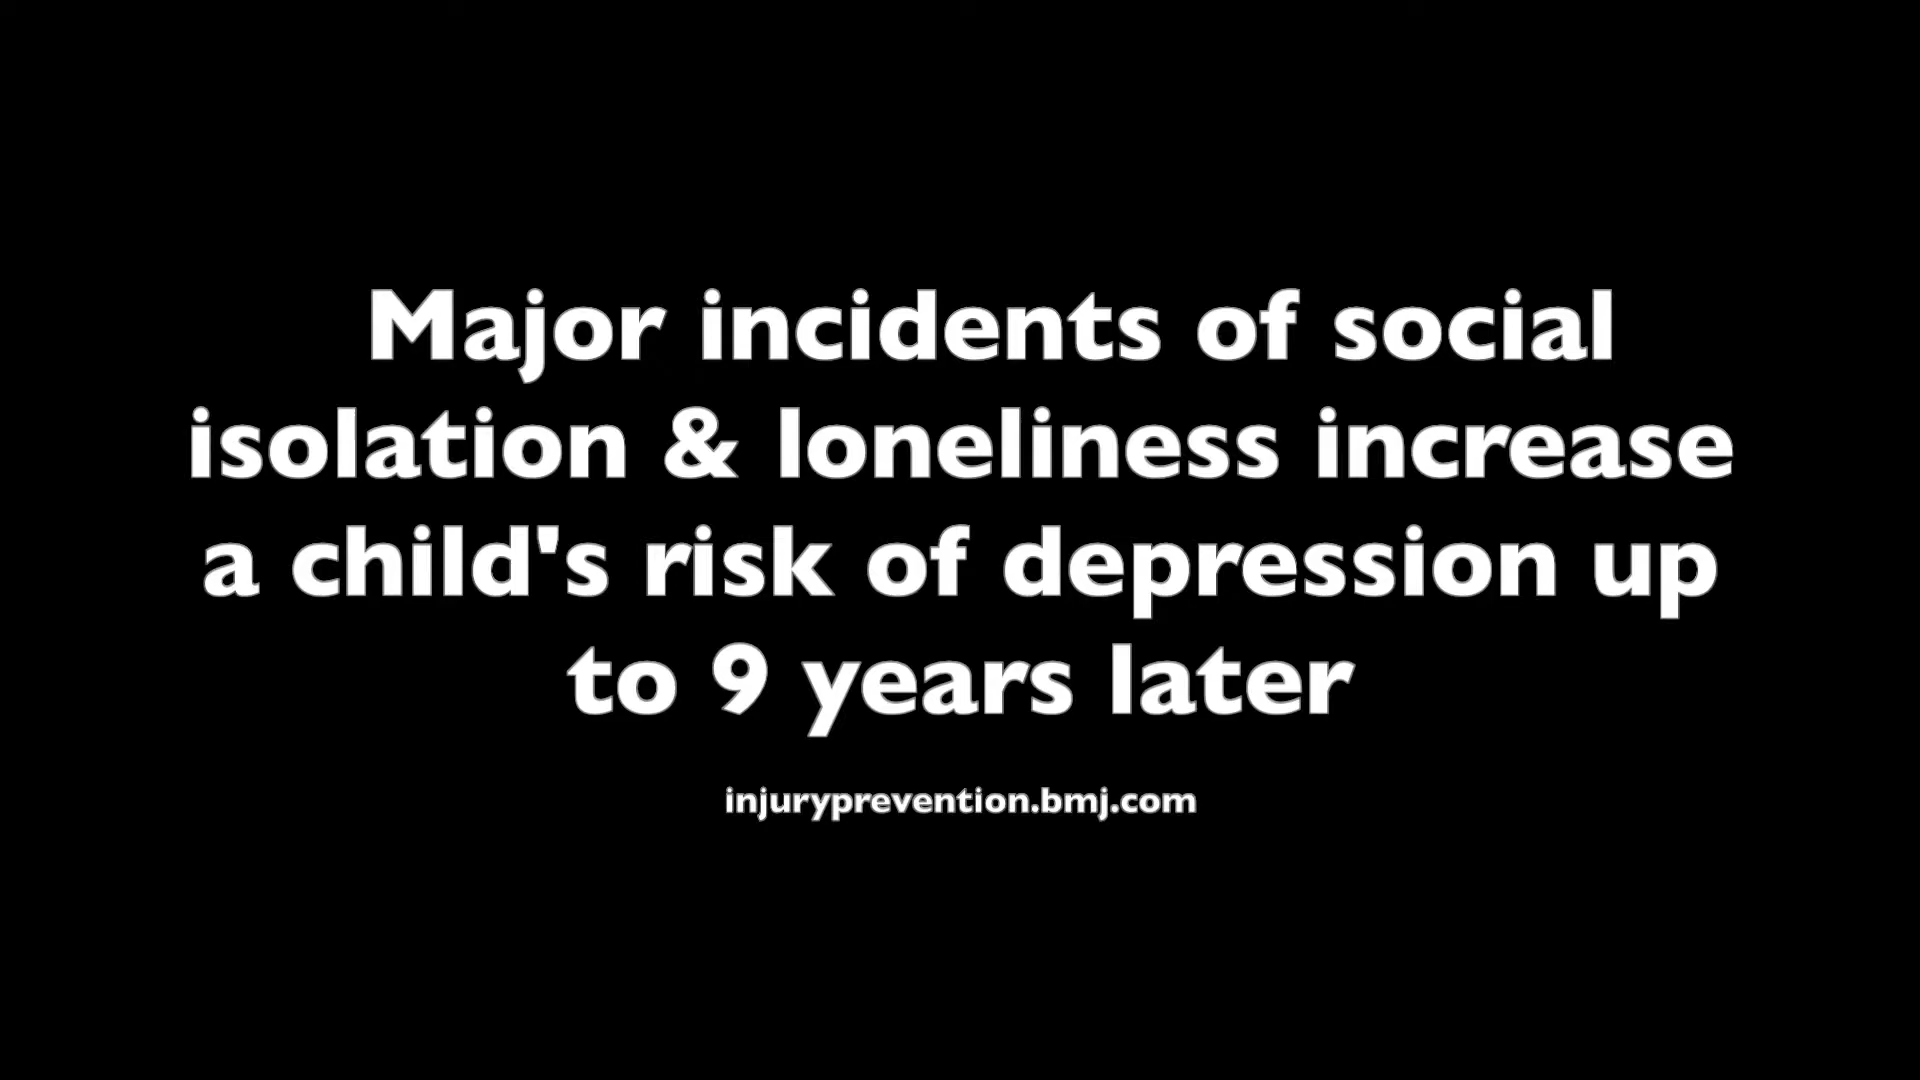 Major incidents of social
isolation & loneliness increase
a child's risk of depression up
to 9 years later
injuryprevention.bmj.com